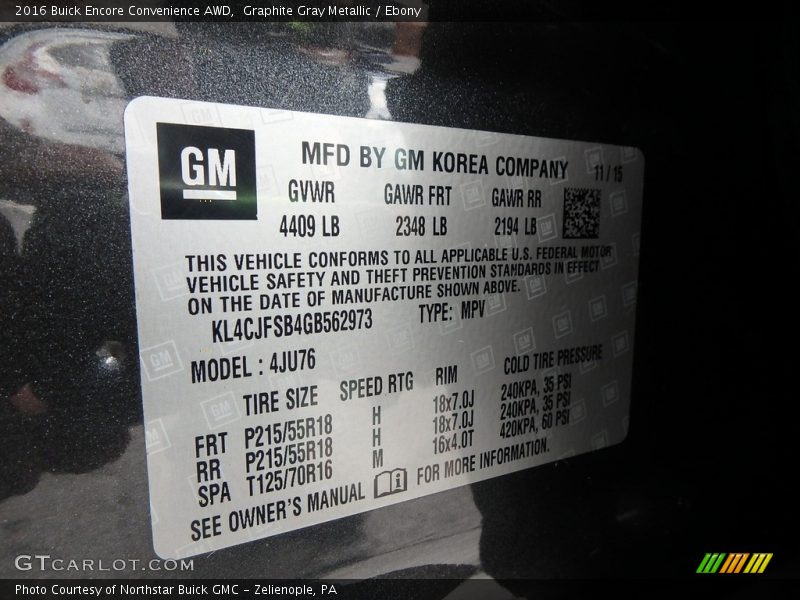 2016 Buick Encore Convenience AWD, Graphite Gray Metallic / Ebony
GM
MFD BY GM KOREA COMPANY 11/15
GVWR GAWR FRT GAWR RR
4409 LB 2348 LB 2194 LB
THIS VEHICLE CONFORMS TO ALL APPLICABLE U.S. FEDERAL MOTOR
VEHICLE SAFETY AND THEFT PREVENTION STANDARDS IN EFFECT
ON THE DATE OF MANUFACTURE SHOWN ABOVE.
KL4CJFSB4GB562973 TYPE: MPV
MODEL : 4JU76
TIRE SIZE SPEED RTG RIM COLD TIRE PRESSURE
FRT P215/55R18 H 18x7.0J 240KPA, 35 PSI
RR P215/55R18 H 18x7.0J 240KPA, 35 PSI
SPA T125/70R16 M 16x4.0T 420KPA, 60 PSI
SEE OWNER'S MANUAL FOR MORE INFORMATION.
GTCARLOT.COM
Photo Courtesy of Northstar Buick GMC - Zelienople, PA